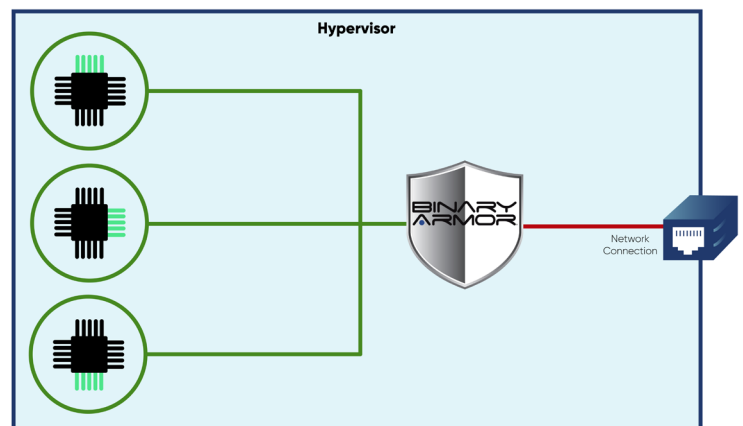 Hypervisor
BINARY
ARMOR
Network
Connection